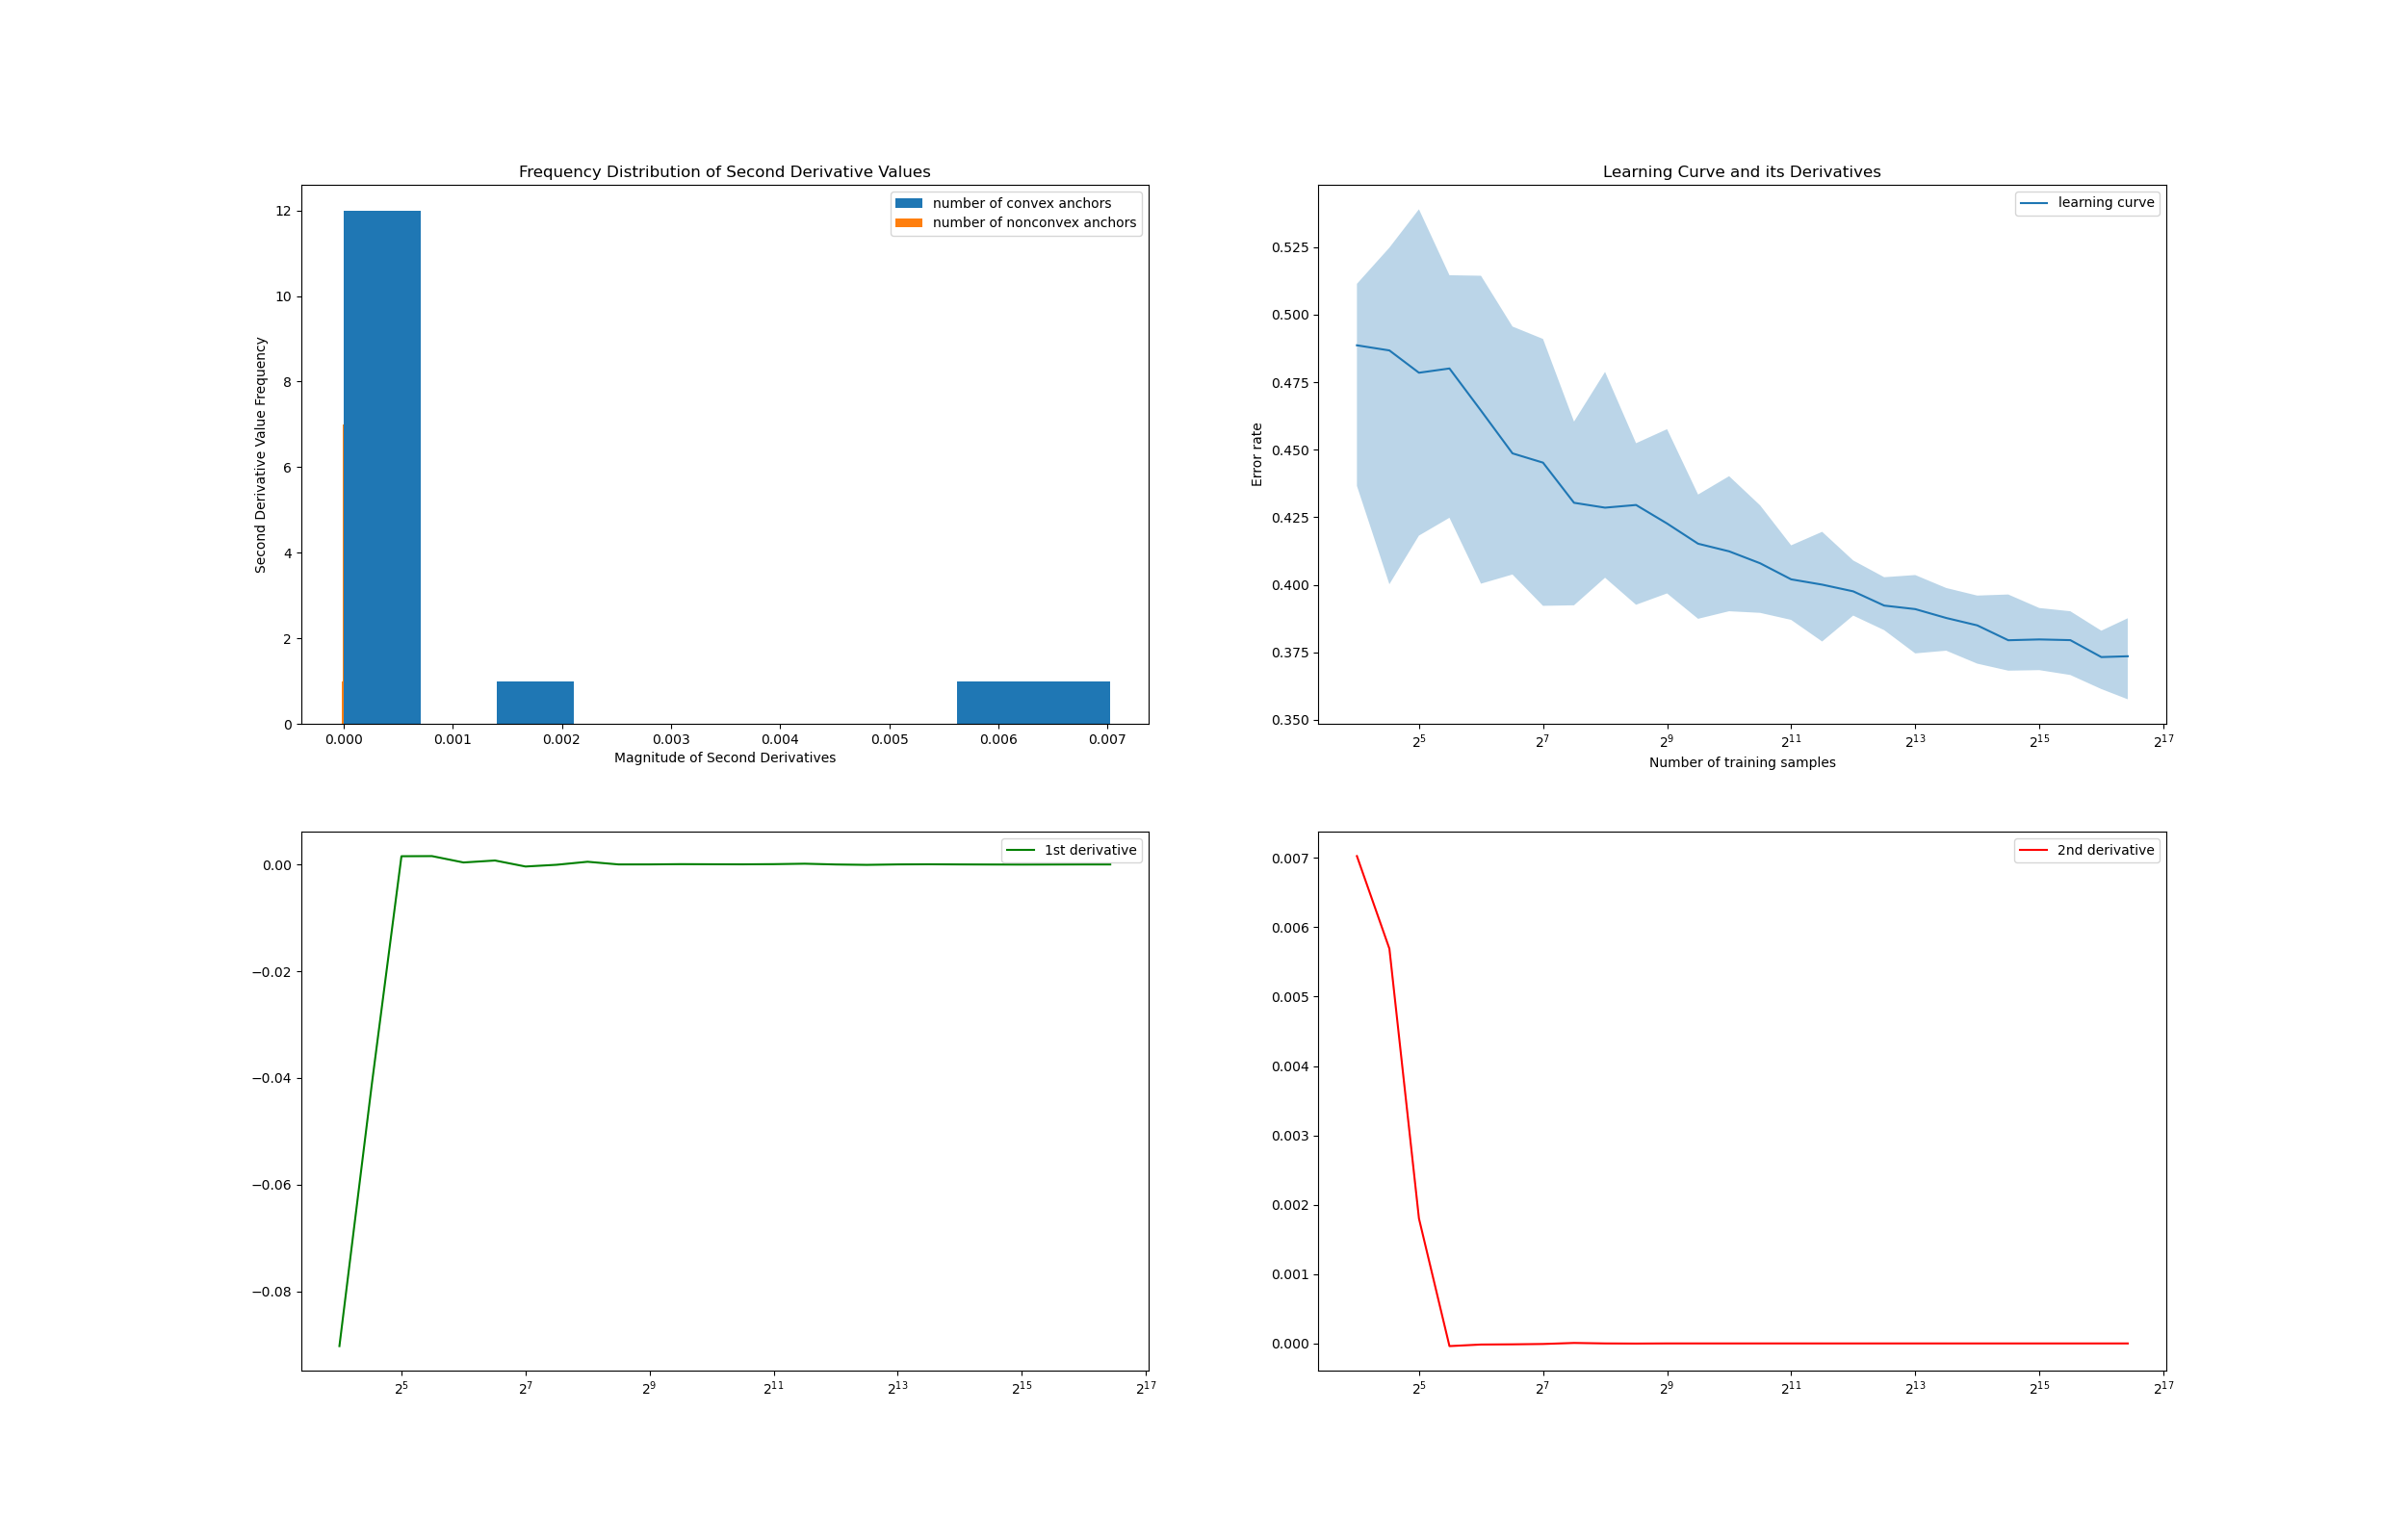 Frequency Distribution of Second Derivative Values
number of convex anchors
number of nonconvex anchors
Second Derivative Value Frequency
12
10
8
6
4
2
0
0.000 0.001 0.002 0.003 0.004 0.005 0.006 0.007
Magnitude of Second Derivatives
Learning Curve and its Derivatives
learning curve
Error rate
0.525
0.500
0.475
0.450
0.425
0.400
0.375
0.350
2^5 2^7 2^9 2^11 2^13 2^15 2^17
Number of training samples
1st derivative
0.00
−0.02
−0.04
−0.06
−0.08
2^5 2^7 2^9 2^11 2^13 2^15 2^17
2nd derivative
0.007
0.006
0.005
0.004
0.003
0.002
0.001
0.000
2^5 2^7 2^9 2^11 2^13 2^15 2^17